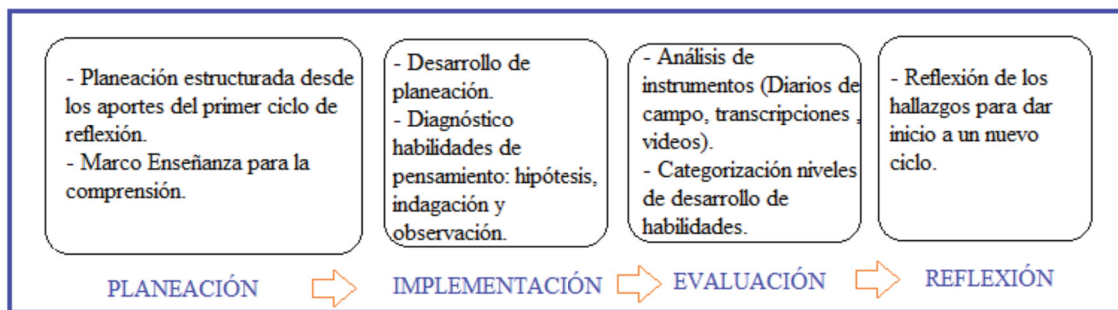 - Planeación estructurada desde
los aportes del primer ciclo de
reflexión.
- Marco Enseñanza para la
comprensión.
- Desarrollo de
planeación.
- Diagnóstico
habilidades de
pensamiento: hipótesis,
indagación y
observación.
- Análisis de
instrumentos (Diarios de
campo, transcripciones ,
videos).
- Categorización niveles
de desarrollo de
habilidades.
- Reflexión de los
hallazgos para dar
inicio a un nuevo
ciclo.
PLANEACIÓN
IMPLEMENTACIÓN
EVALUACIÓN
REFLEXIÓN